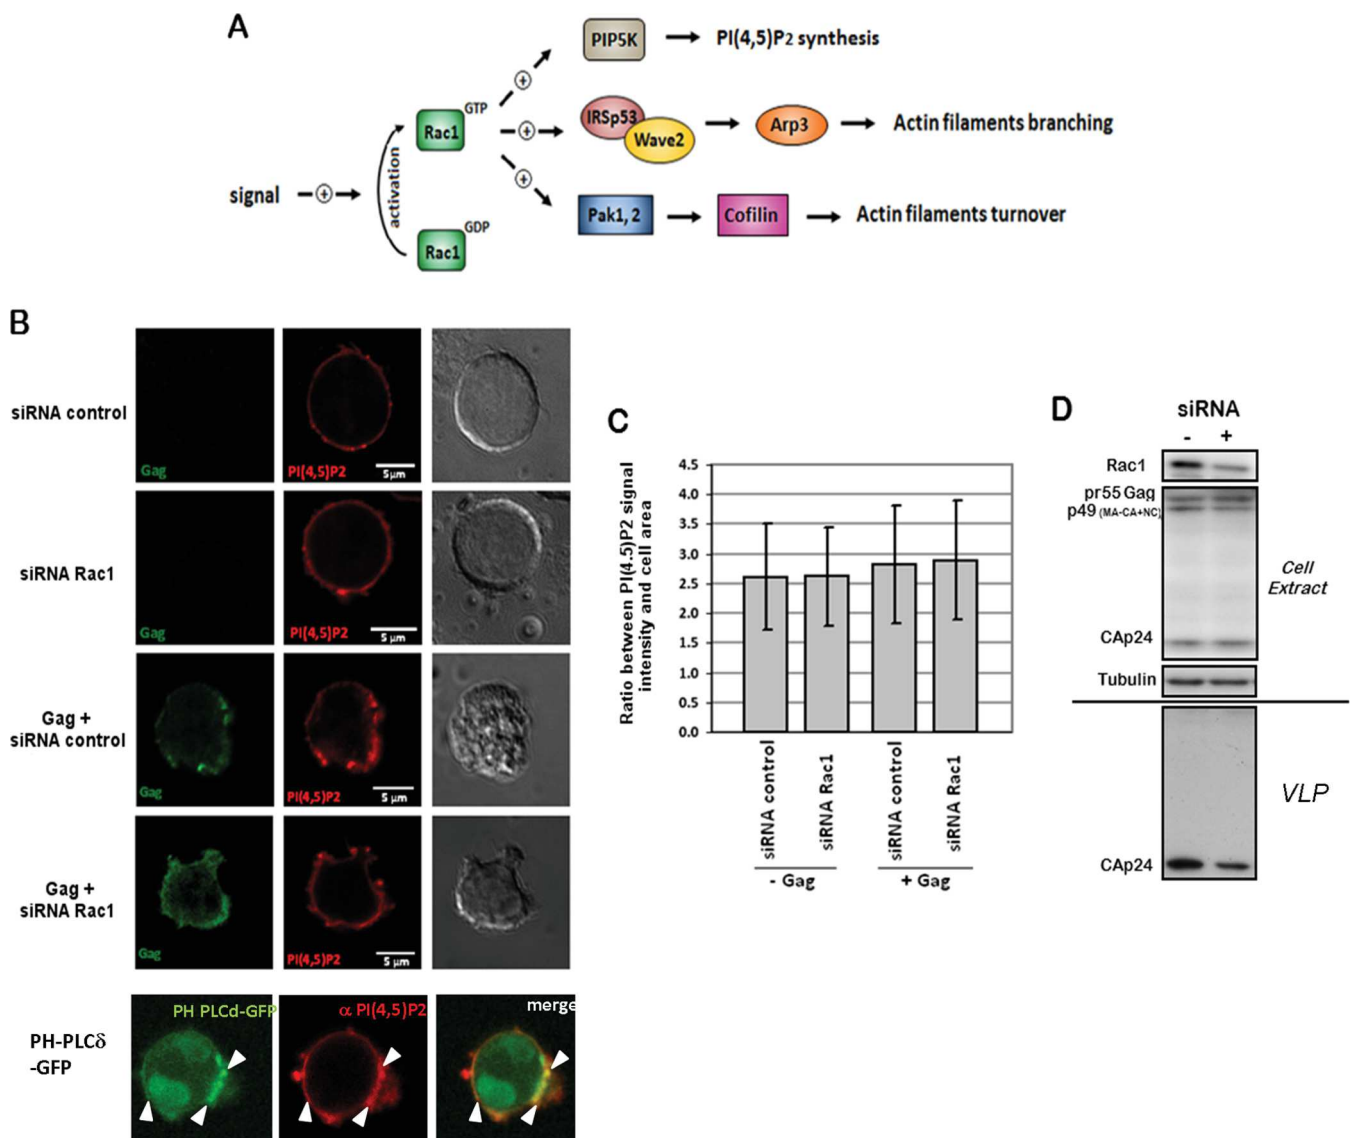 A
PIP5K
PI(4,5)P2 synthesis
GTP
Rac1
IRSp53
Wave2
Arp3
Actin filaments branching
signal
activation
Pak1, 2
Cofilin
Actin filaments turnover
GDP
Rac1
+
+
+
+
B
siRNA control
Gag
PI(4,5)P2
5μm
siRNA Rac1
Gag
PI(4,5)P2
5 μm
Gag +
siRNA control
Gag
PI(4,5)P2
5 μm
Gag +
siRNA Rac1
Gag
PI(4,5)P2
5 μm
PH-PLCδ
-GFP
PH PLCd-GFP
α PI(4,5)P2
merge
C
Ratio between PI(4.5)P2 signal
intensity and cell area
4.5
4.0
3.5
3.0
2.5
2.0
1.5
1.0
0.5
0.0
siRNA control
siRNA Rac1
siRNA control
siRNA Rac1
- Gag
+ Gag
D
siRNA
- +
Rac1
pr55 Gag
p49 (MA-CA+NC)
Cell
Extract
CAp24
Tubulin
VLP
CAp24